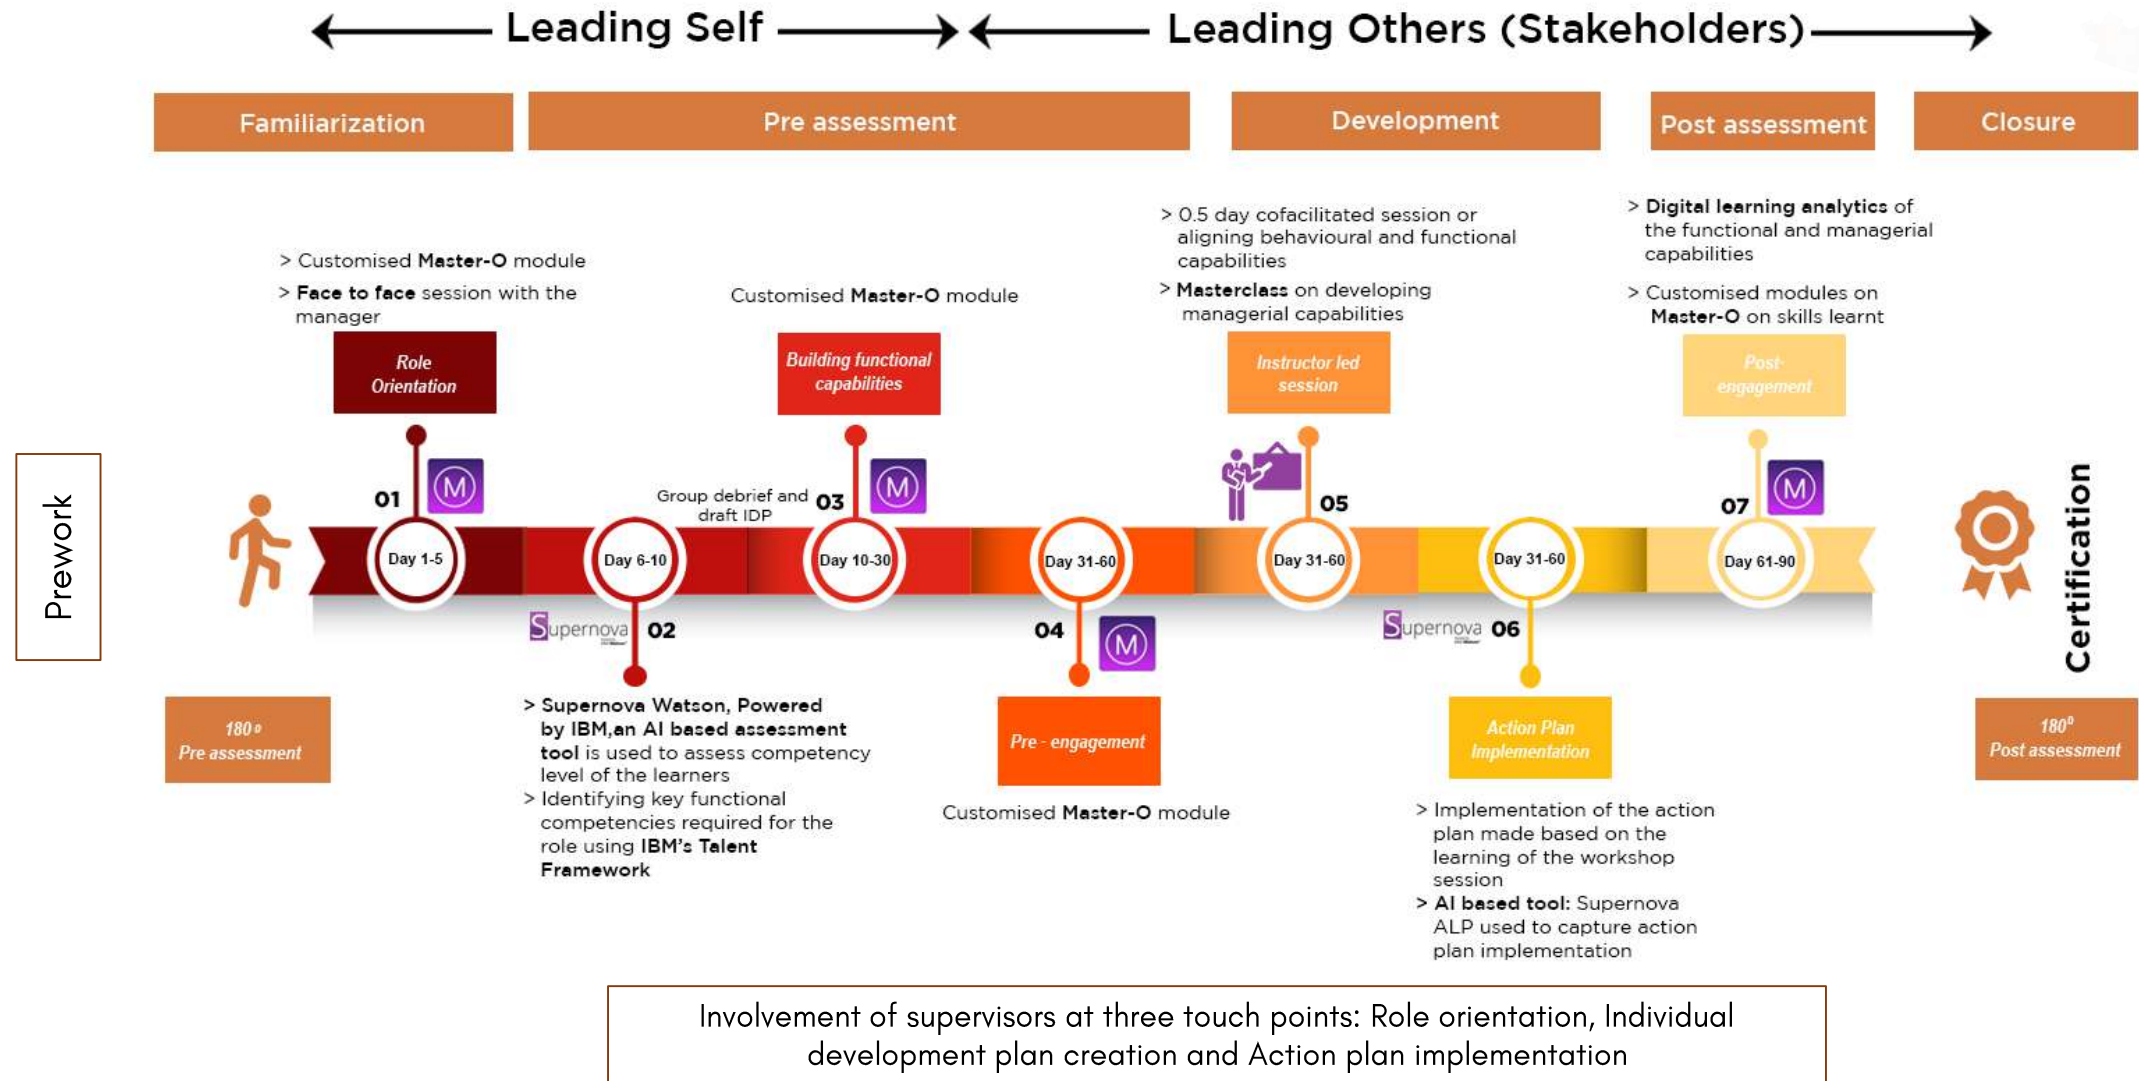 Leading Self
Leading Others (Stakeholders)
Familiarization
Pre assessment
Development
Post assessment
Closure
> Customised Master-O module
> Face to face session with the
manager
Role
Orientation
Customised Master-O module
Building functional
capabilities
> 0.5 day cofacilitated session or
aligning behavioural and functional
capabilities
> Masterclass on developing
managerial capabilities
Instructor led
session
> Digital learning analytics of
the functional and managerial
capabilities
> Customised modules on
Master-O on skills learnt
Post-
engagement
Prework
01
M
Group debrief and
draft IDP
03
M
05
07
M
Certification
Day 1-5
Day 6-10
Day 10-30
Day 31-60
Day 31-60
Day 31-60
Day 61-90
Supernova
02
04
M
Supernova
06
180 º
Pre assessment
> Supernova Watson, Powered
by IBM,an AI based assessment
tool is used to assess competency
level of the learners
> Identifying key functional
competencies required for the
role using IBM's Talent
Framework
Pre - engagement
Customised Master-O module
Action Plan
Implementation
> Implementation of the action
plan made based on the
learning of the workshop
session
> AI based tool: Supernova
ALP used to capture action
plan implementation
180⁰
Post assessment
Involvement of supervisors at three touch points: Role orientation, Individual
development plan creation and Action plan implementation